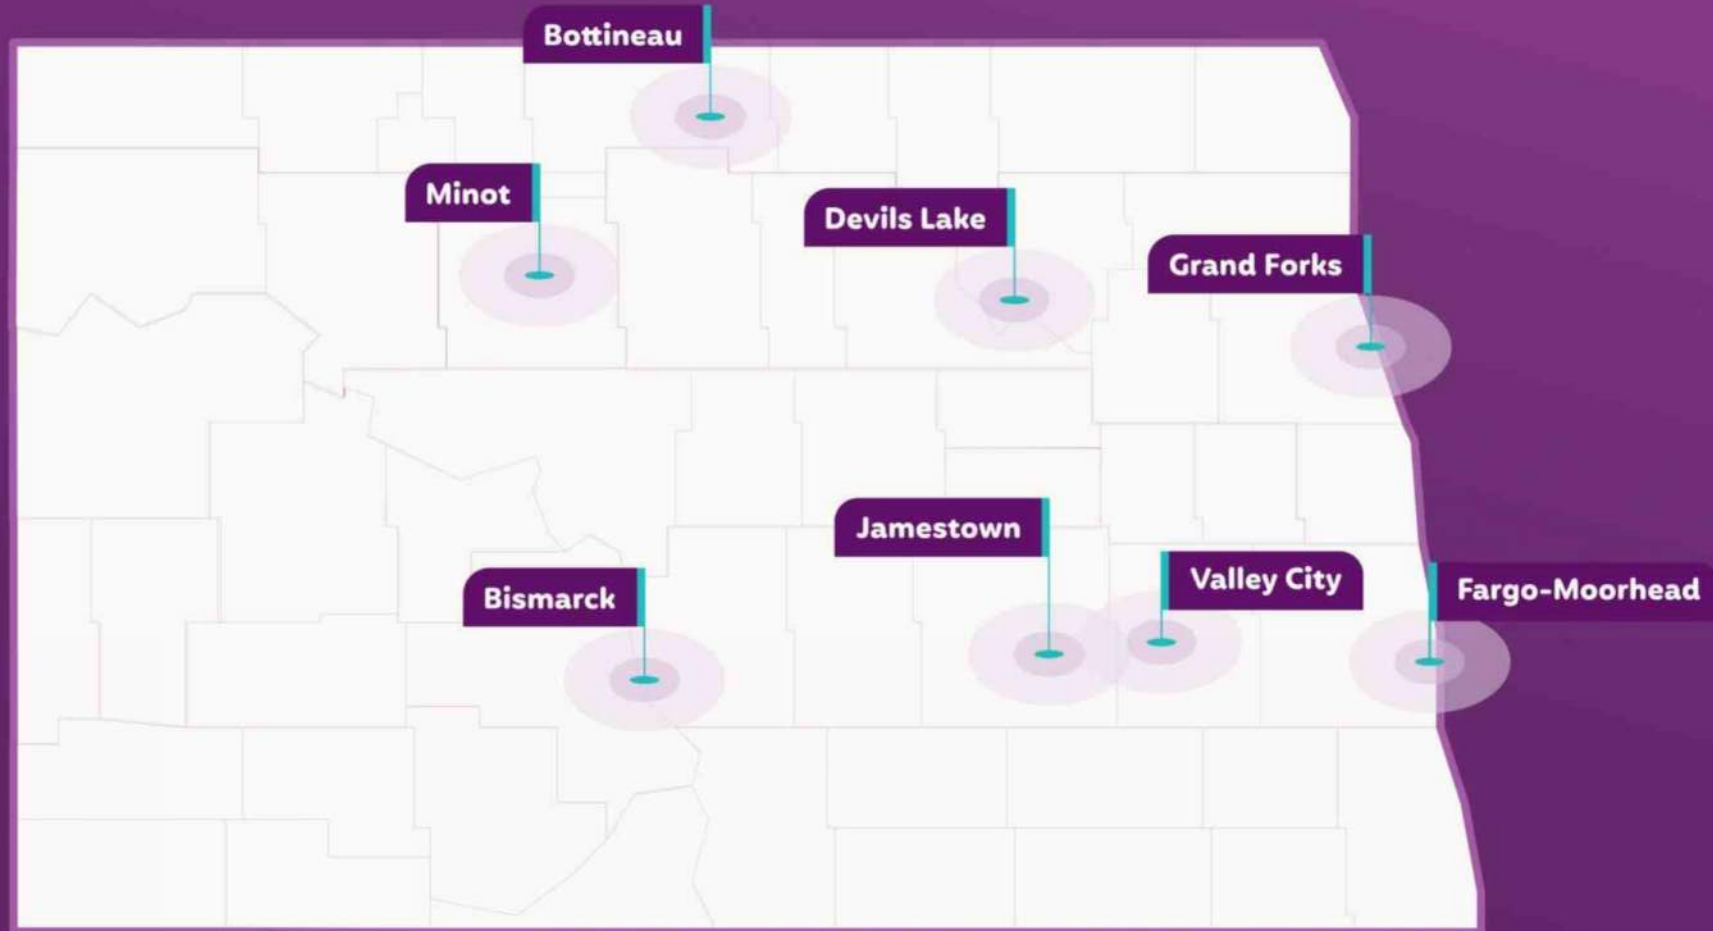 Bottineau
Minot
Devils Lake
Grand Forks
Jamestown
Valley City
Fargo-Moorhead
Bismarck